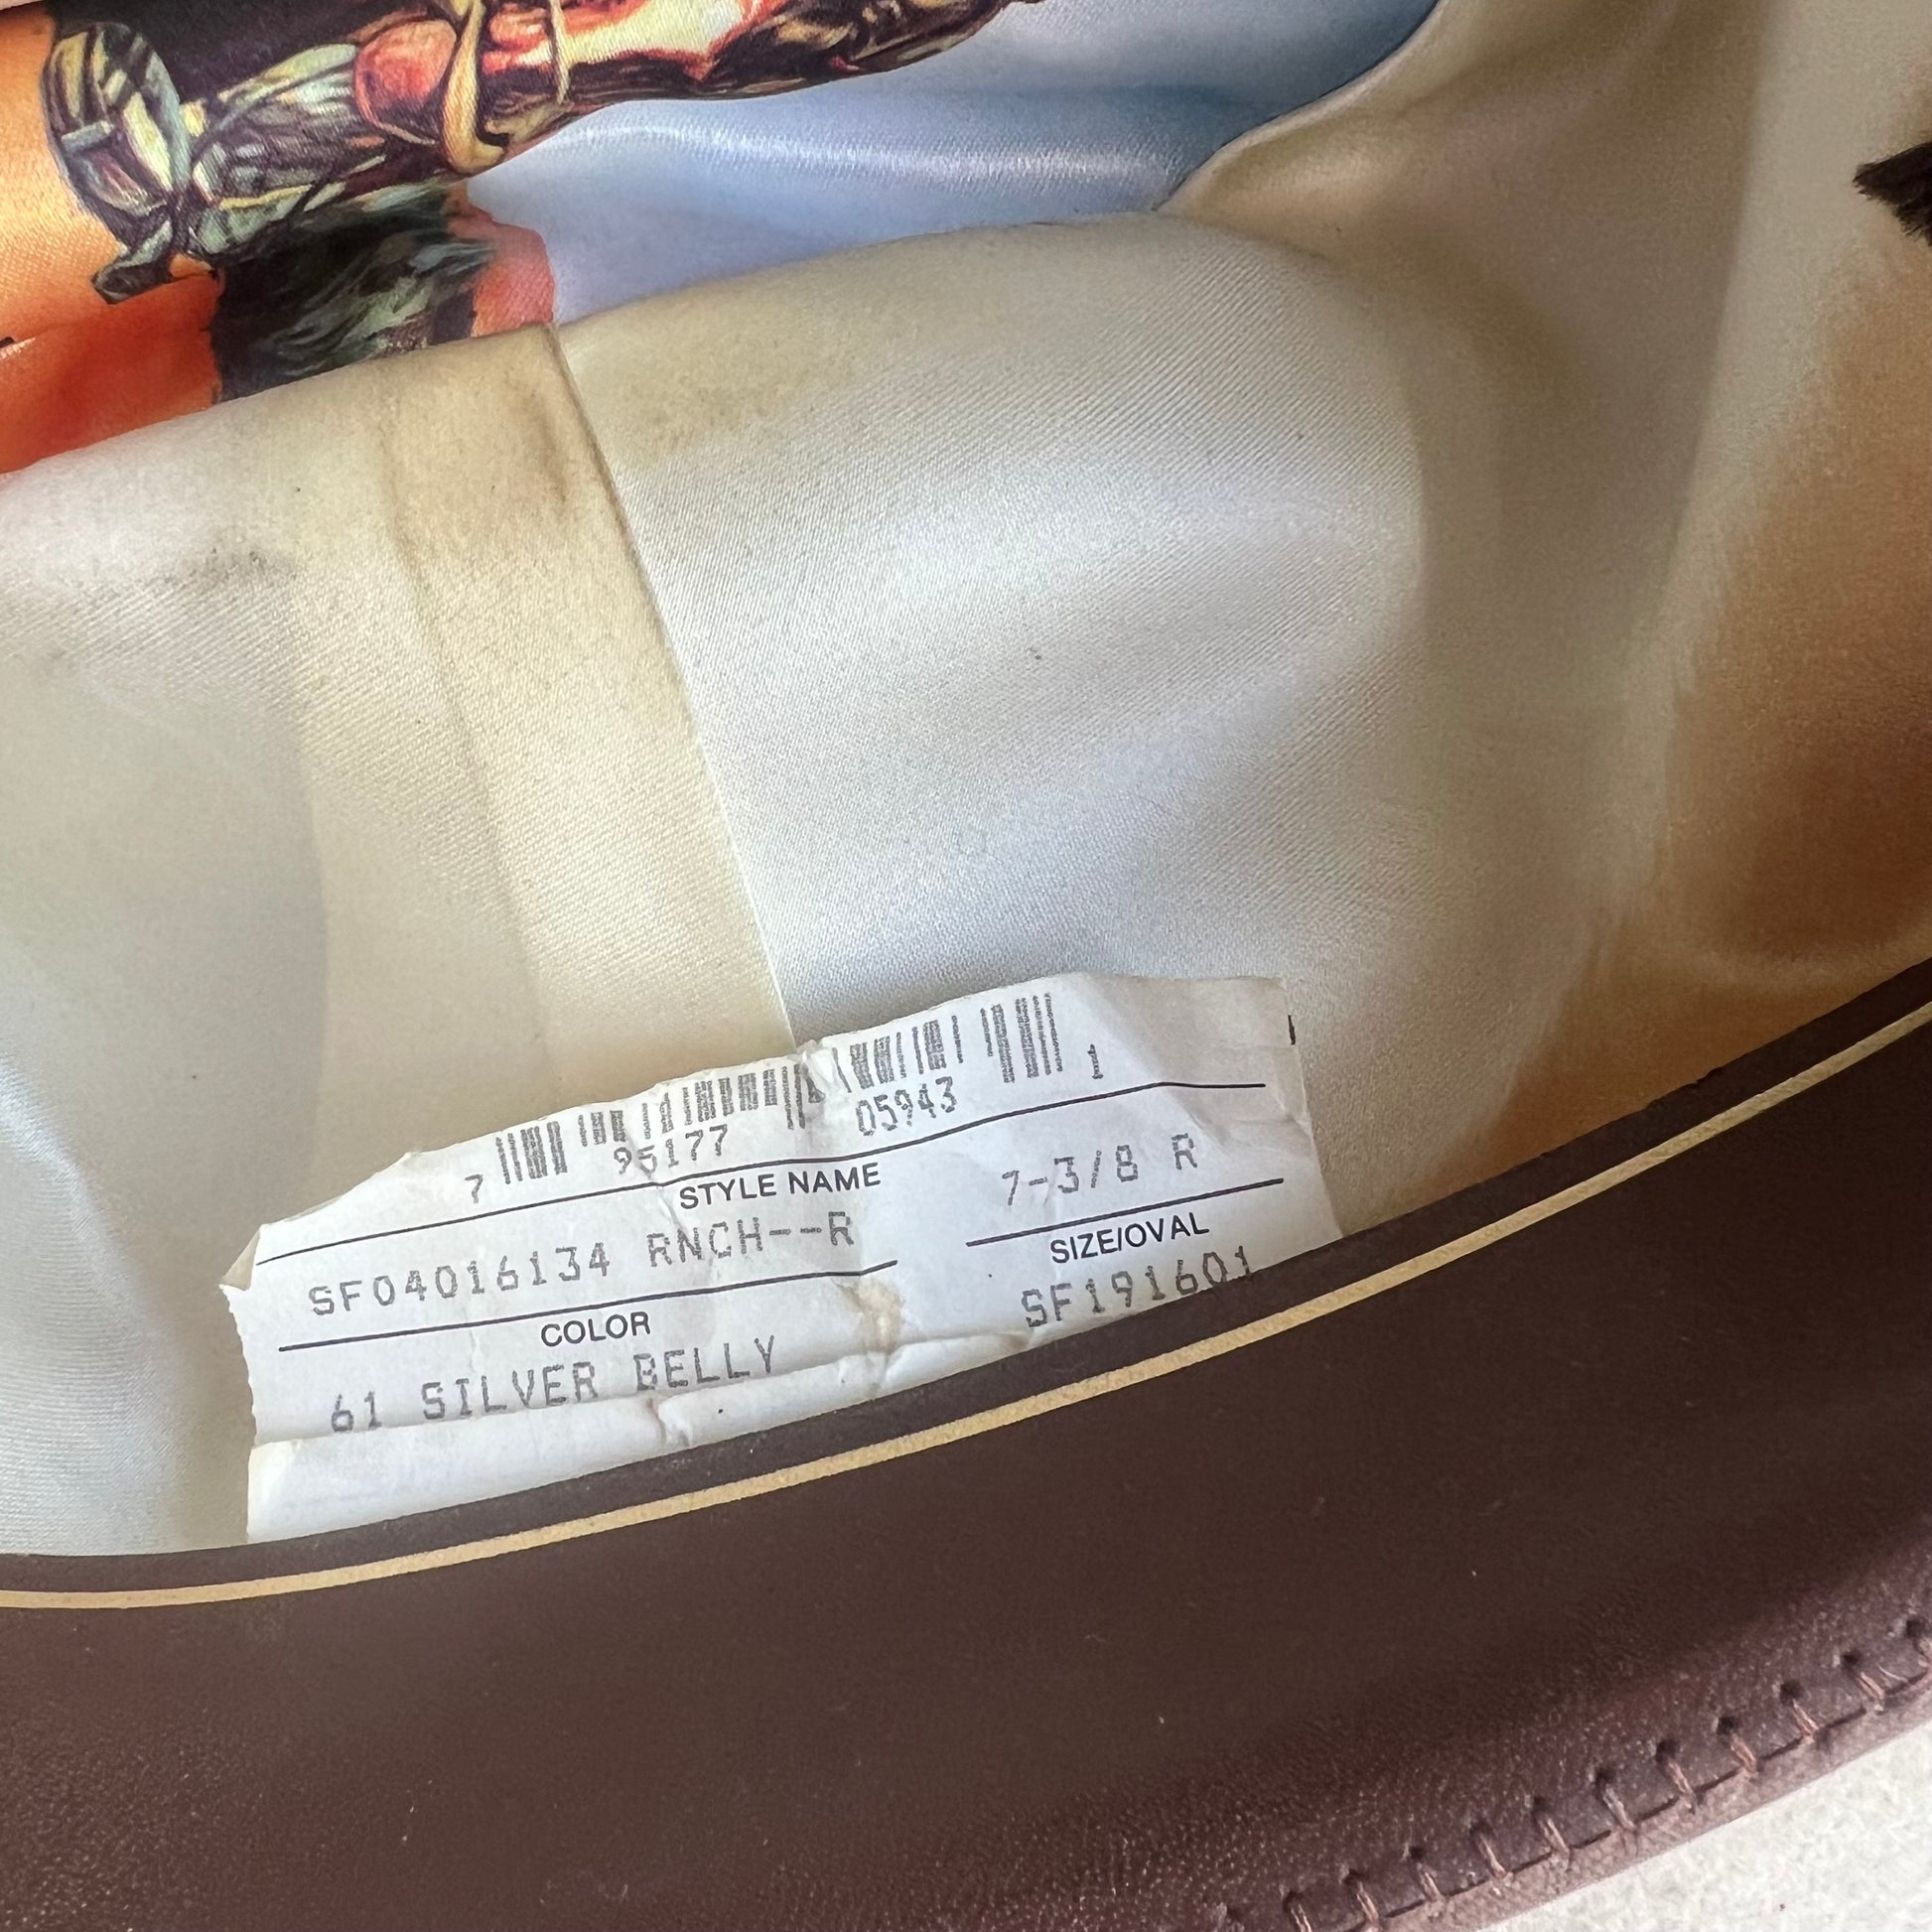 7 95177 05943 1
STYLE NAME
SF04016134 RNCH--R
7-3/8 R
COLOR
SIZE/OVAL
61 SILVER BELLY
SF191601